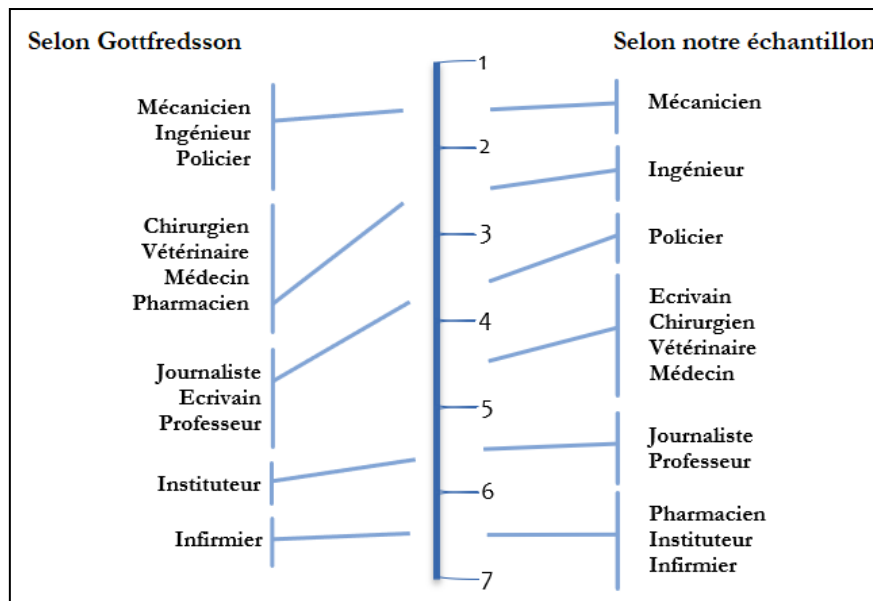 Selon Gottfredsson
Mécanicien
Ingénieur
Policier
Chirurgien
Vétérinaire
Médecin
Pharmacien
Journaliste
Ecrivain
Professeur
Instituteur
Infirmier
1
2
3
4
5
6
7
Selon notre échantillon
Mécanicien
Ingénieur
Policier
Ecrivain
Chirurgien
Vétérinaire
Médecin
Journaliste
Professeur
Pharmacien
Instituteur
Infirmier